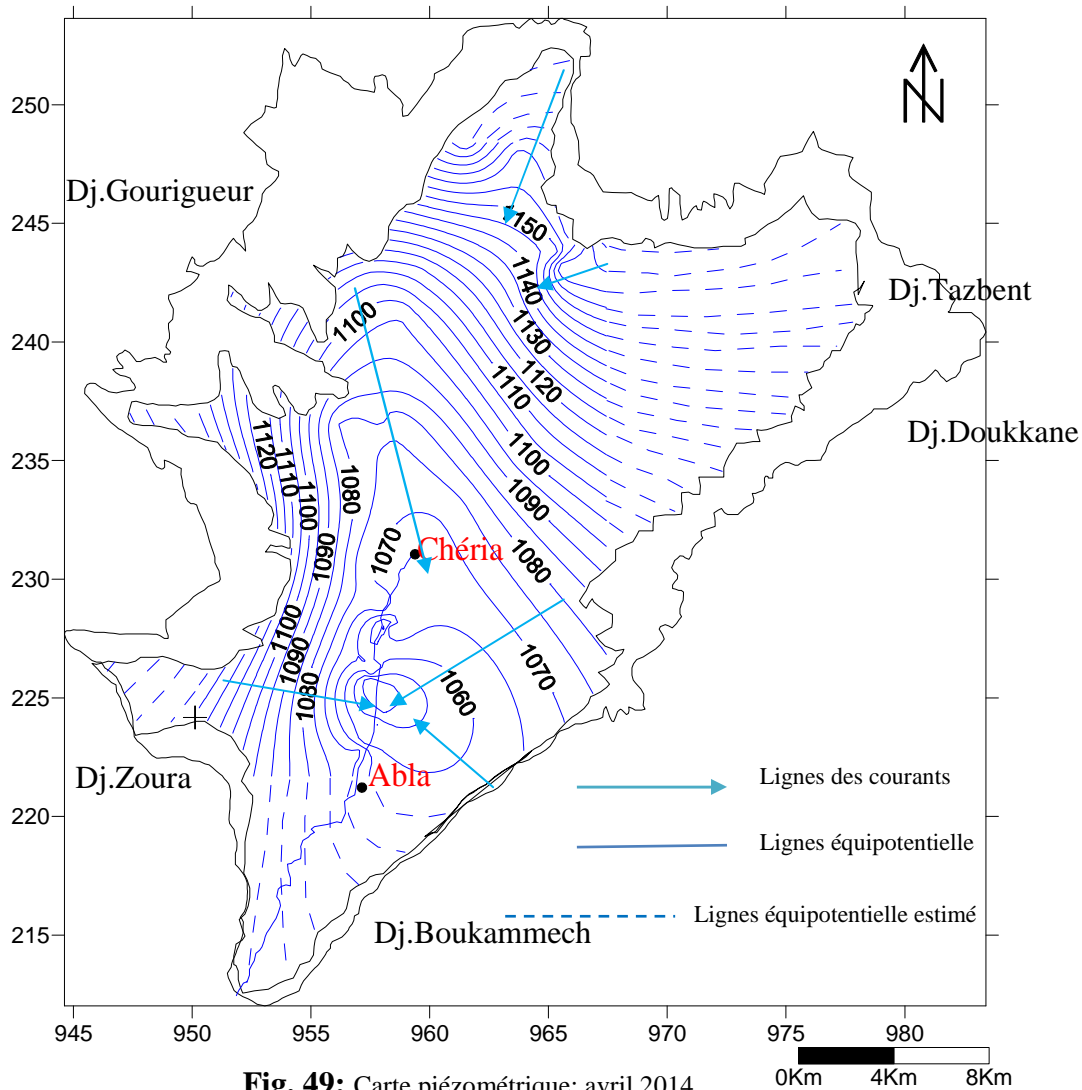 N
250
245
240
235
230
225
220
215
Dj.Gourigueur
1150
1140
1130
1120
1110
1100
1090
1080
1070
1060
1100
Dj.Tazbent
Dj.Doukkane
1120
1110
1100
1090
1080
1070
Chéria
1100
1090
1080
Dj.Zoura
Abla
Dj.Boukammech
Lignes des courants
Lignes équipotentielle
Lignes équipotentielle estimé
945 950 955 960 965 970 975 980
0Km 4Km 8Km
Fig. 49: Carte piézométrique: avril 2014